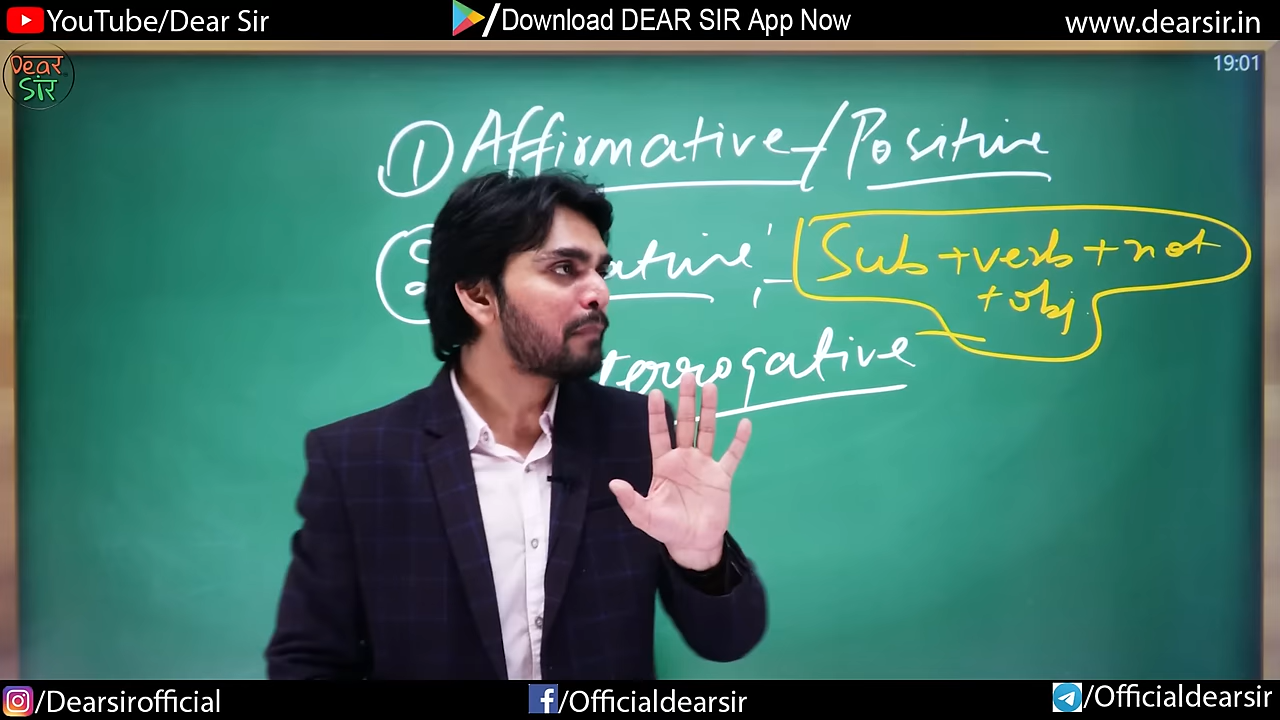 YouTube/Dear Sir
/Download DEAR SIR App Now
www.dearsir.in
Dear
सर
19:01
① Affirmative / Positive
Sub + verb + not
+ obj
/Dearsirofficial
/Officialdearsir
/Officialdearsir